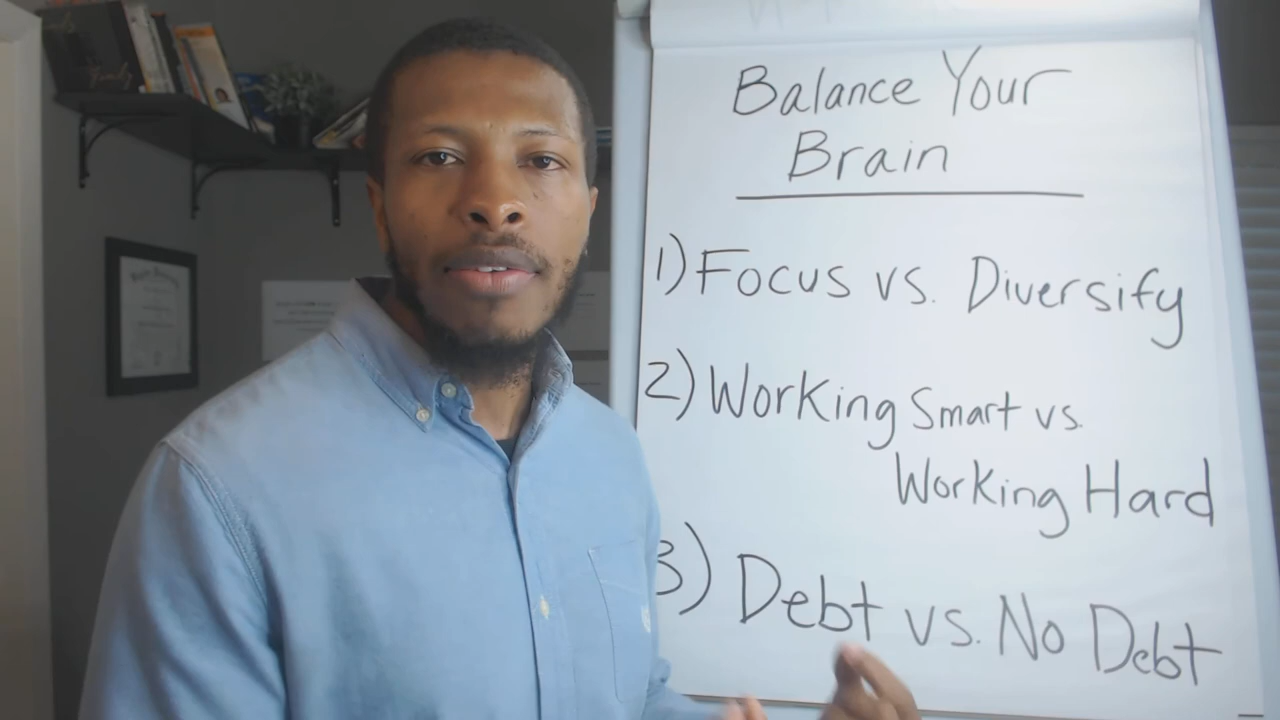 Balance Your
Brain
1) Focus vs. Diversify
2) Working Smart vs.
Working Hard
3) Debt vs. No Debt